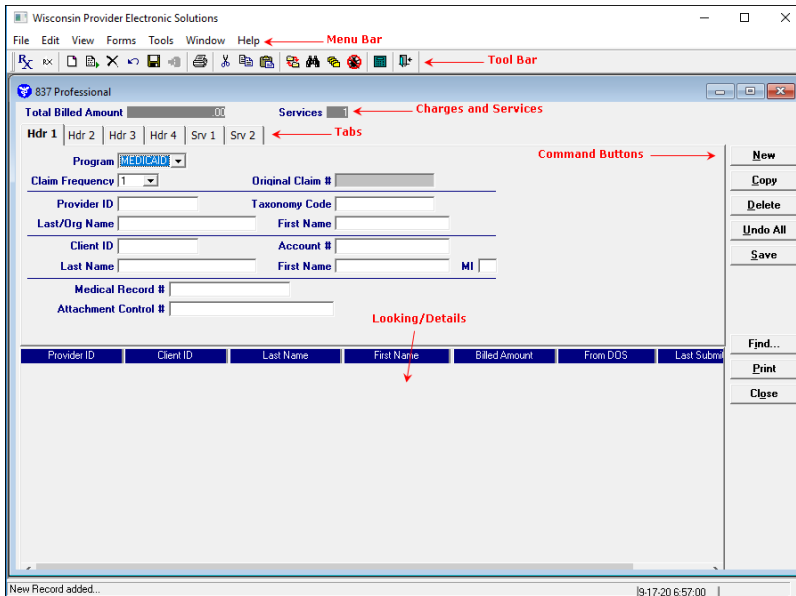 Wisconsin Provider Electronic Solutions
File Edit View Forms Tools Window Help Menu Bar
Rx Rx Tool Bar
837 Professional
Total Billed Amount .00 Services 1 Charges and Services
Hdr 1 Hdr 2 Hdr 3 Hdr 4 Srv 1 Srv 2 Tabs
Program MEDICAID Command Buttons New
Claim Frequency 1 Original Claim # Copy
Provider ID Taxonomy Code Delete
Last/Org Name First Name Undo All
Client ID Account # Save
Last Name First Name MI
Medical Record #
Attachment Control #
Looking/Details
Find...
Provider ID Client ID Last Name First Name Billed Amount From DOS Last Submi
Print
Close
New Record added... 9-17-20 6:57:00